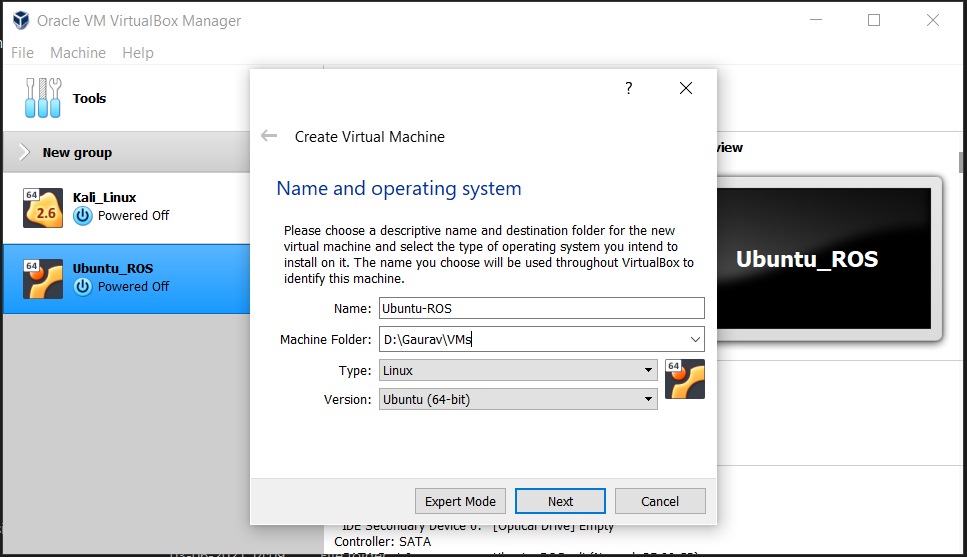 Oracle VM VirtualBox Manager
File Machine Help
Tools
New group
64
2.6
Kali_Linux
Powered Off
64
Ubuntu_ROS
Powered Off
?
Create Virtual Machine
Name and operating system
Please choose a descriptive name and destination folder for the new
virtual machine and select the type of operating system you intend to
install on it. The name you choose will be used throughout VirtualBox to
identify this machine.
Name: Ubuntu-ROS
Machine Folder: D:\Gaurav\VMs
Type: Linux
64
Version: Ubuntu (64-bit)
Expert Mode Next Cancel
view
Ubuntu_ROS
IDE Secondary Device 0: [Optical Drive] Empty
Controller: SATA